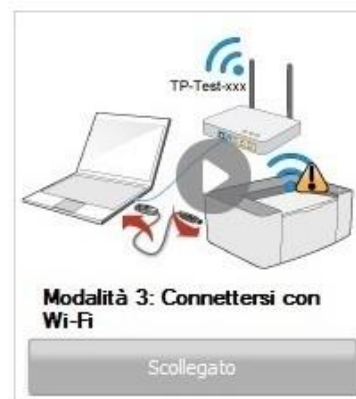 TP-Test-xxx
Modalità 3: Connettersi con
Wi-Fi
Scollegato